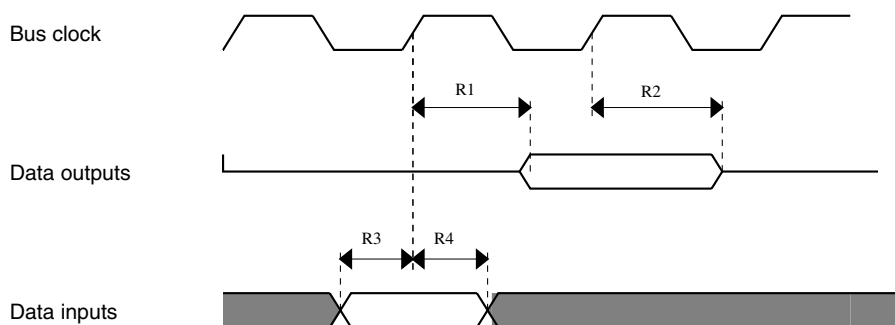 Bus clock
R1
R2
Data outputs
R3
R4
Data inputs